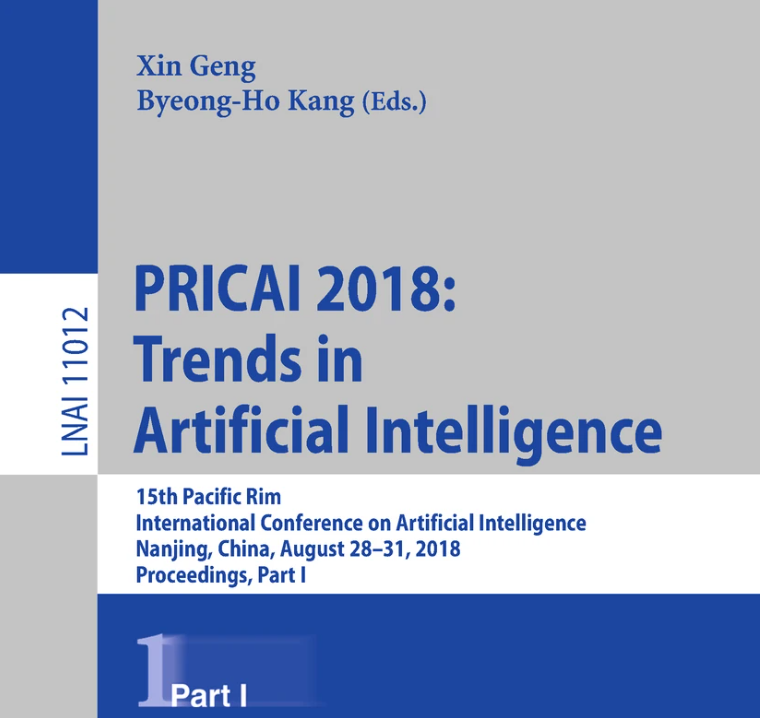 Xin Geng
Byeong-Ho Kang (Eds.)
LNAI 11012
PRICAI 2018:
Trends in
Artificial Intelligence
15th Pacific Rim
International Conference on Artificial Intelligence
Nanjing, China, August 28–31, 2018
Proceedings, Part I
1
Part I